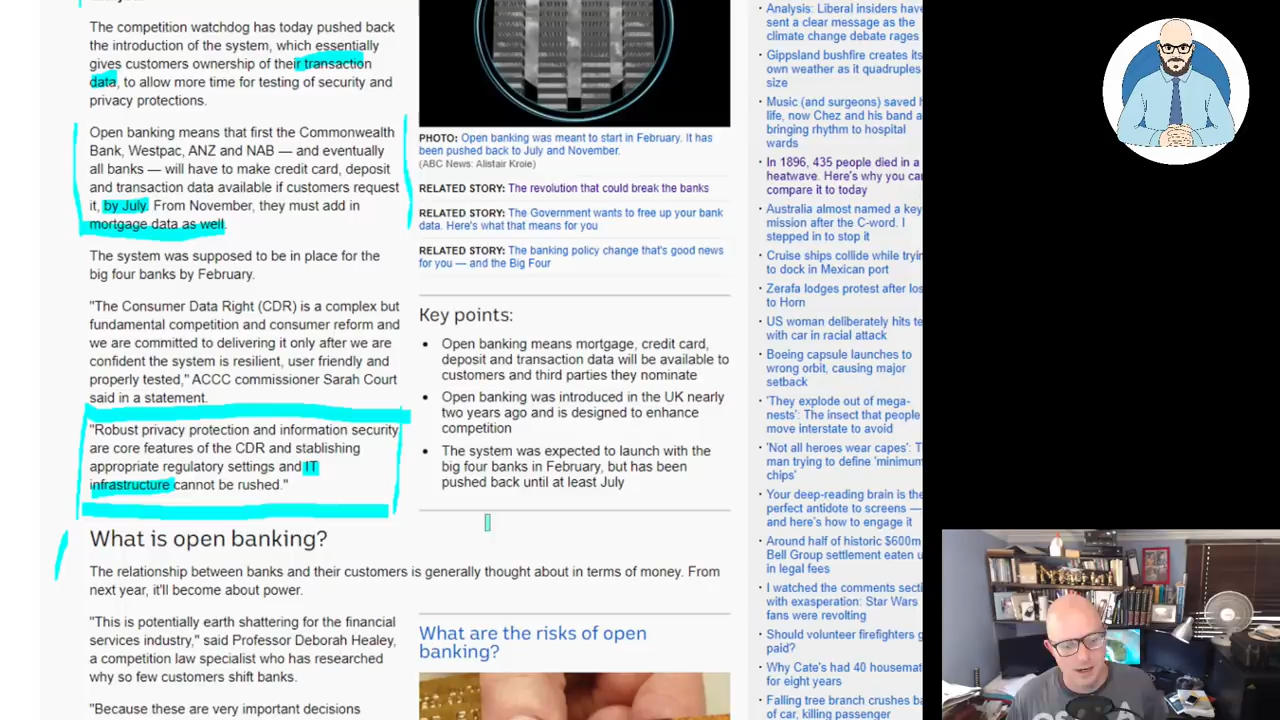 The competition watchdog has today pushed back
the introduction of the system, which essentially
gives customers ownership of their transaction
data, to allow more time for testing of security and
privacy protections.
Open banking means that first the Commonwealth
Bank, Westpac, ANZ and NAB — and eventually
all banks — will have to make credit card, deposit
and transaction data available if customers request
it, by July. From November, they must add in
mortgage data as well.
The system was supposed to be in place for the
big four banks by February.
"The Consumer Data Right (CDR) is a complex but
fundamental competition and consumer reform and
we are committed to delivering it only after we are
confident the system is resilient, user friendly and
properly tested," ACCC commissioner Sarah Court
said in a statement.
"Robust privacy protection and information security
are core features of the CDR and stablishing
appropriate regulatory settings and IT
infrastructure cannot be rushed."
What is open banking?
The relationship between banks and their customers is generally thought about in terms of money. From
next year, it'll become about power.
"This is potentially earth shattering for the financial
services industry," said Professor Deborah Healey,
a competition law specialist who has researched
why so few customers shift banks.
"Because these are very important decisions
PHOTO: Open banking was meant to start in February. It has
been pushed back to July and November.
(ABC News: Alistair Kroie)
RELATED STORY: The revolution that could break the banks
RELATED STORY: The Government wants to free up your bank
data. Here's what that means for you
RELATED STORY: The banking policy change that's good news
for you — and the Big Four
Key points:
• Open banking means mortgage, credit card,
deposit and transaction data will be available to
customers and third parties they nominate
• Open banking was introduced in the UK nearly
two years ago and is designed to enhance
competition
• The system was expected to launch with the
big four banks in February, but has been
pushed back until at least July
What are the risks of open
banking?
· Analysis: Liberal insiders have
sent a clear message as the
climate change debate rages
· Gippsland bushfire creates its
own weather as it quadruples
size
· Music (and surgeons) saved h
life, now Chez and his band a
bringing rhythm to hospital
wards
· In 1896, 435 people died in a
heatwave. Here's why you can
compare it to today
· Australia almost named a key
mission after the C-word. I
stepped in to stop it
· Cruise ships collide while tryin
to dock in Mexican port
· Zerafa lodges protest after los
to Horn
· US woman deliberately hits te
with car in racial attack
· Boeing capsule launches to
wrong orbit, causing major
setback
· 'They explode out of mega-
nests': The insect that people
move interstate to avoid
· 'Not all heroes wear capes': T
man trying to define 'minimum
chips'
· Your deep-reading brain is the
perfect antidote to screens —
and here's how to engage it
· Around half of historic $600m
Bell Group settlement eaten u
in legal fees
· I watched the comments secti
with exasperation: Star Wars
fans were revolting
· Should volunteer firefighters g
paid?
· Why Cate's had 40 housemat
for eight years
· Falling tree branch crushes ba
of car, killing passenger